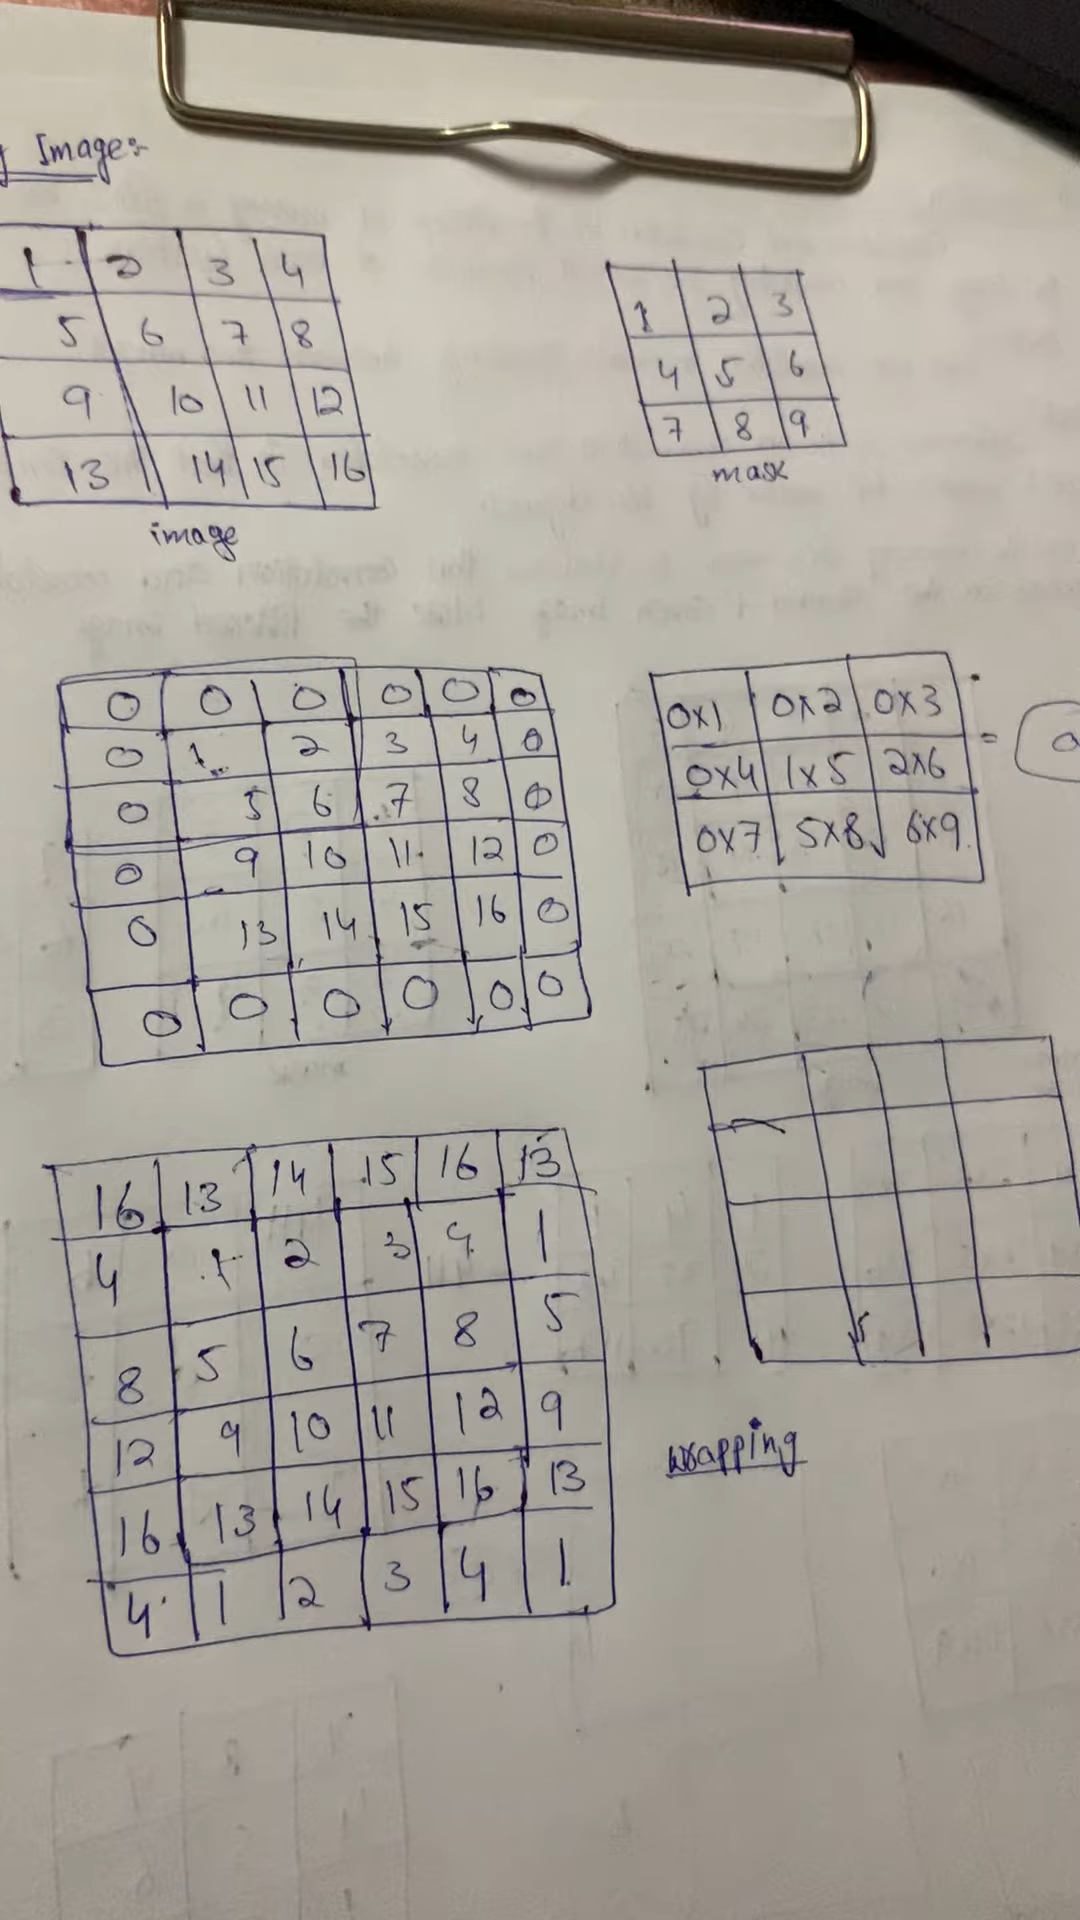 Image:-
1 2 3 4
5 6 7 8
9 10 11 12
13 14 15 16
image
1 2 3
4 5 6
7 8 9
mask
0 0 0 0 0 0
0 1 2 3 4 0
0 5 6 7 8 0
0 9 10 11 12 0
0 13 14 15 16 0
0 0 0 0 0 0
0x1 0x2 0x3
0x4 1x5 2x6
0x7 5x8 6x9
=
16 13 14 15 16 13
4 1 2 3 4 1
8 5 6 7 8 5
12 9 10 11 12 9
16 13 14 15 16 13
4 1 2 3 4 1
wrapping